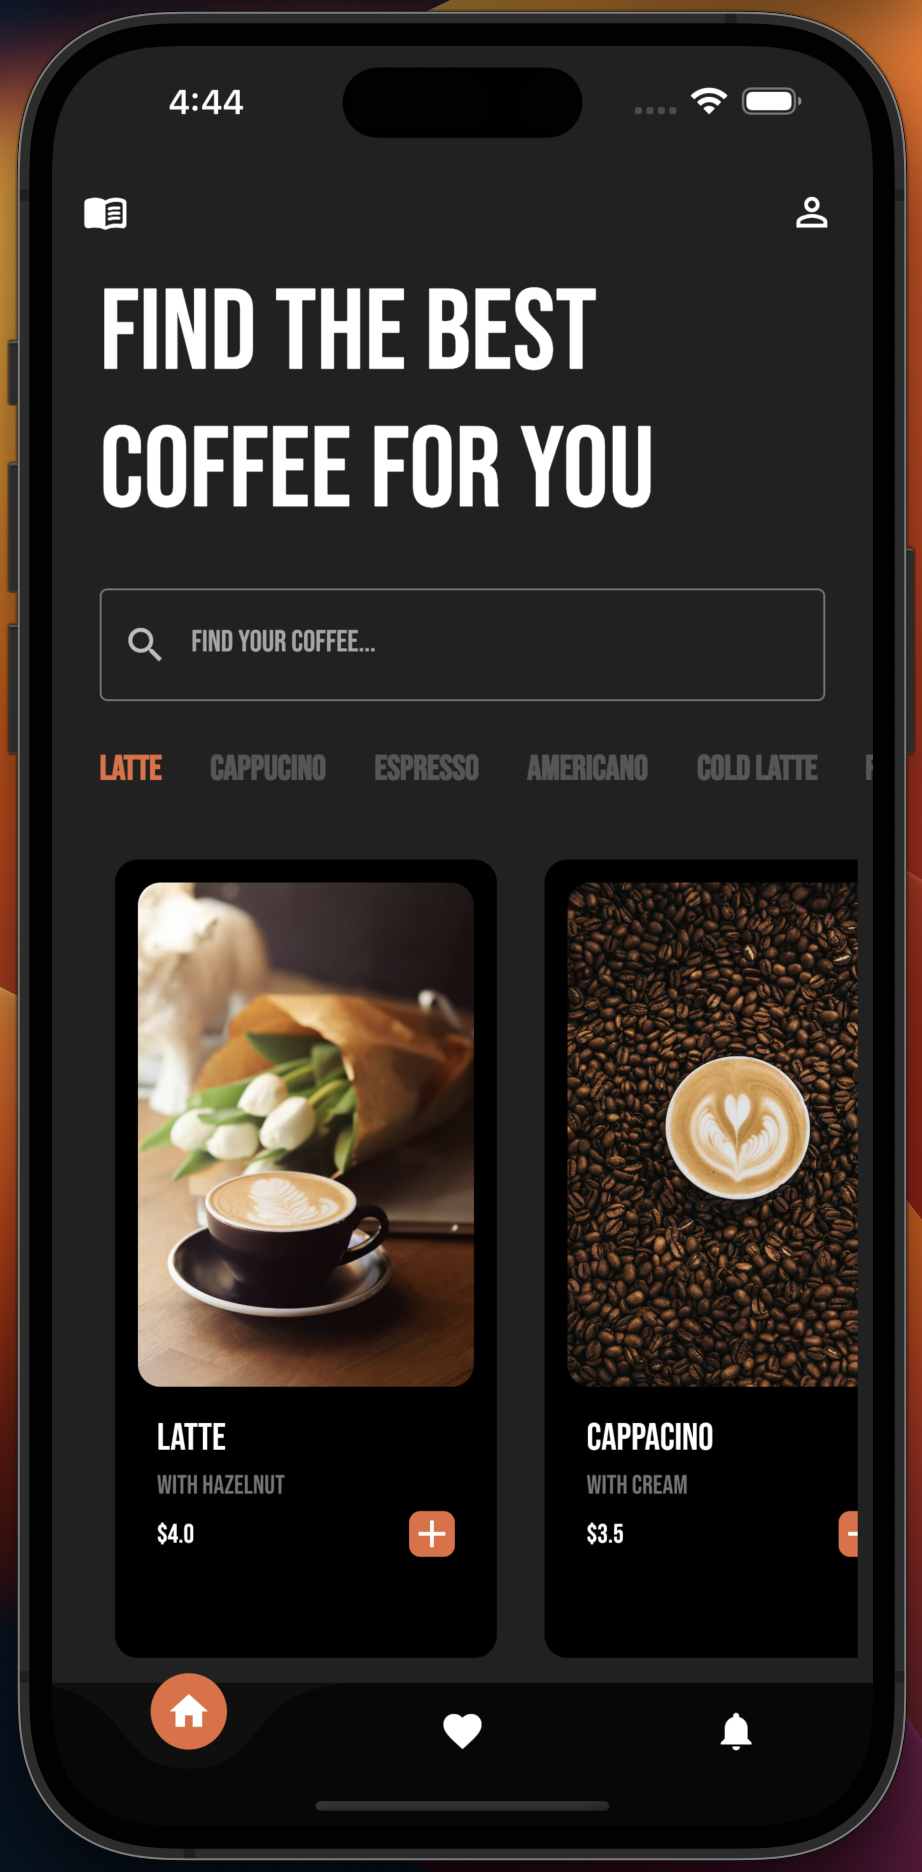 4:44
FIND THE BEST
COFFEE FOR YOU
FIND YOUR COFFEE...
LATTE CAPPUCINO ESPRESSO AMERICANO COLD LATTE
LATTE
WITH HAZELNUT
$4.0
CAPPACINO
WITH CREAM
$3.5